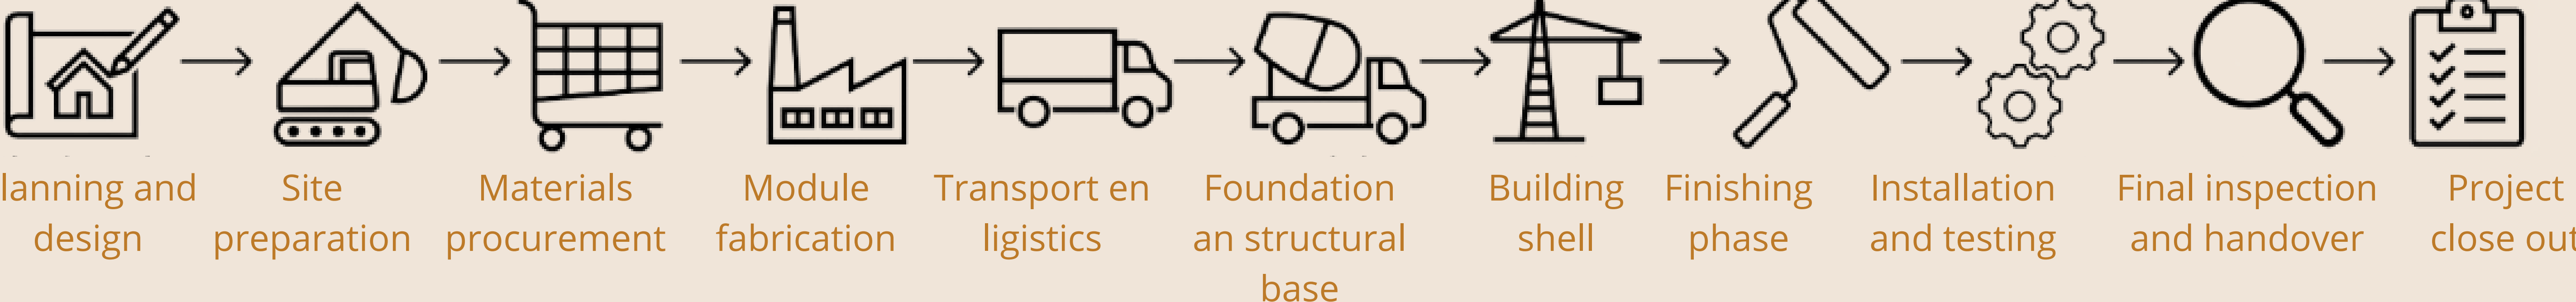 lanning and
design
Site
preparation
Materials
procurement
Module
fabrication
Transport en
ligistics
Foundation
an structural
base
Building
shell
Finishing
phase
Installation
and testing
Final inspection
and handover
Project
close out